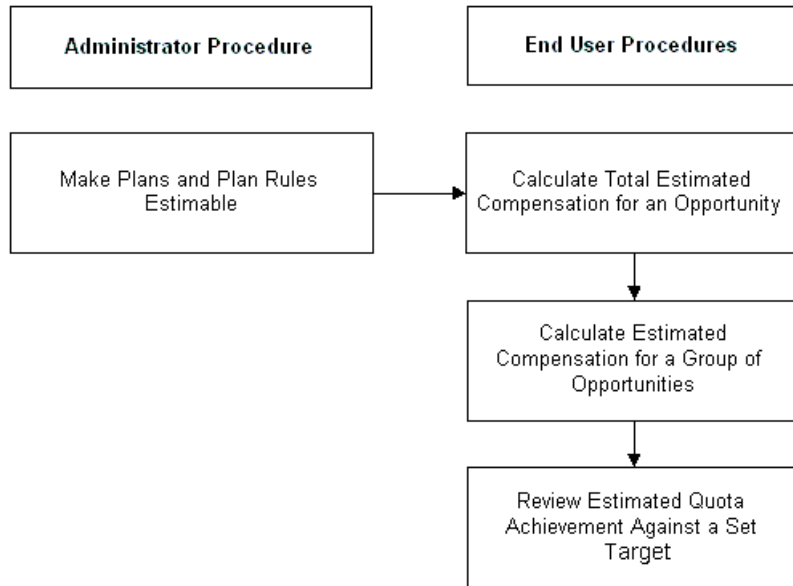 Administrator Procedure
End User Procedures
Make Plans and Plan Rules
Estimable
Calculate Total Estimated
Compensation for an Opportunity
Calculate Estimated
Compensation for a Group of
Opportunities
Review Estimated Quota
Achievement Against a Set
Target